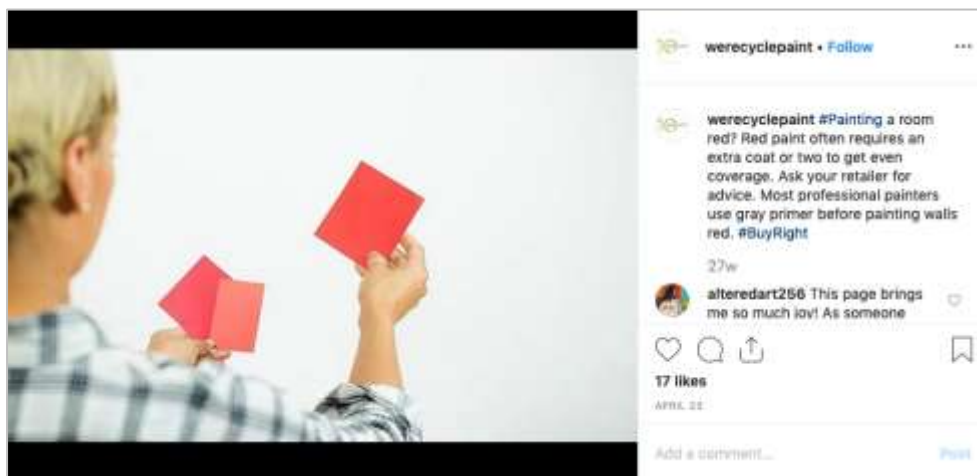 werecyclepaint • Follow
werecyclepaint #Painting a room
red? Red paint often requires an
extra coat or two to get even
coverage. Ask your retailer for
advice. Most professional painters
use gray primer before painting walls
red. #BuyRight
27w
alteredart256 This page brings
me so much joy! As someone
17 likes
APRIL
Add a comment...
Post